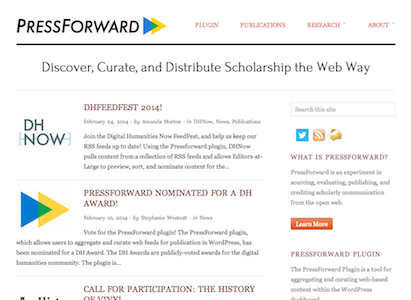 PRESSFORWARD
PLUGIN PUBLICATIONS RESEARCH ABOUT
Discover, Curate, and Distribute Scholarship the Web Way
DH
NOW
DHFEEDFEST 2014!
February 24, 2014 · by Amanda Morton · in DHNow, News, Publications
Join the Digital Humanities Now FeedFest, and help us keep our
RSS feeds up to date! Using the Pressforward plugin, DHNow
pulls content from a collection of RSS feeds and allows Editors-at-
Large to preview, sort, and nominate content for the...
PRESSFORWARD NOMINATED FOR A DH
AWARD!
February 10, 2014 · by Stephanie Westcott · in News
Vote for the PressForward plugin! The PressForward plugin,
which allows users to aggregate and curate web feeds for publication in WordPress, has
been nominated for a DH Award. The DH Awards are publicly-voted awards for the digital
humanities community. The plugin is...
CALL FOR PARTICIPATION: THE HISTORY
OF VINYL
Search this site
WHAT IS PRESSFORWARD?
PressForward is an experiment in
sourcing, evaluating, publishing, and
crediting scholarly communication
from the open web.
Learn More
PRESSFORWARD PLUGIN
The PressForward Plugin is a tool for
aggregating and curating web-based
content within the WordPress
dashboard